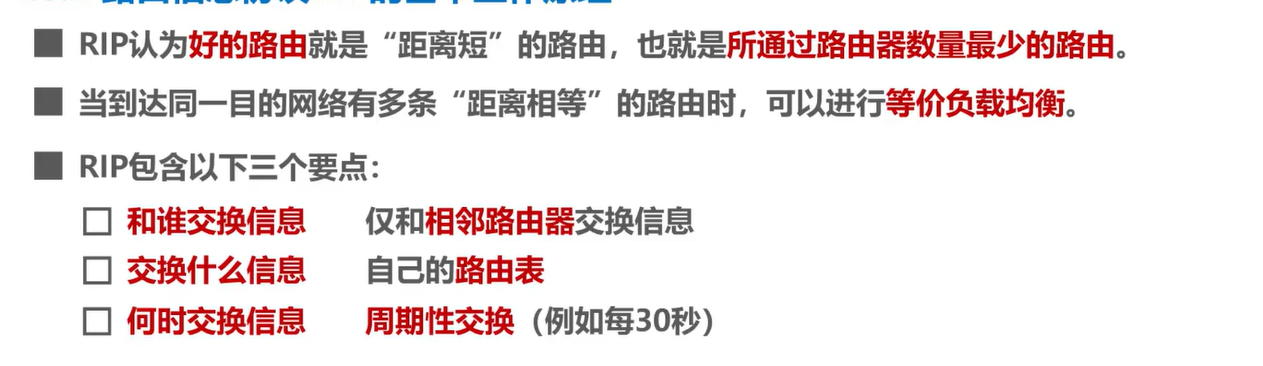 RIP认为好的路由就是“距离短”的路由，也就是所通过路由器数量最少的路由。
当到达同一目的网络有多条“距离相等”的路由时，可以进行等价负载均衡。
RIP包含以下三个要点：
和谁交换信息 仅和相邻路由器交换信息
交换什么信息 自己的路由表
何时交换信息 周期性交换（例如每30秒）